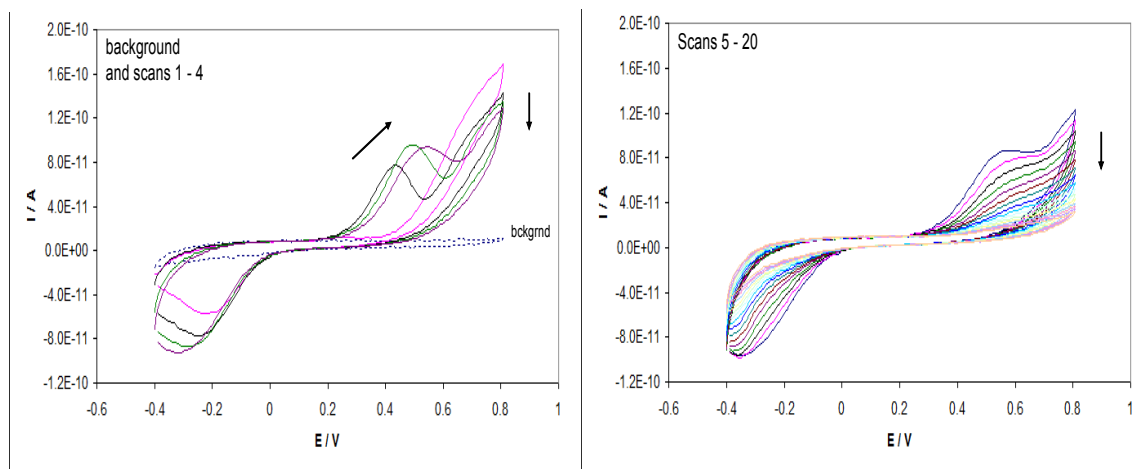 background
and scans 1 - 4
2.0E-10
1.6E-10
1.2E-10
8.0E-11
4.0E-11
0.0E+00
-4.0E-11
-8.0E-11
-1.2E-10
I / A
bckgrnd
-0.6
-0.4
-0.2
0
0.2
0.4
0.6
0.8
1
E / V
Scans 5 - 20
2.0E-10
1.6E-10
1.2E-10
8.0E-11
4.0E-11
0.0E+00
-4.0E-11
-8.0E-11
-1.2E-10
I / A
-0.6
-0.4
-0.2
0
0.2
0.4
0.6
0.8
1
E / V